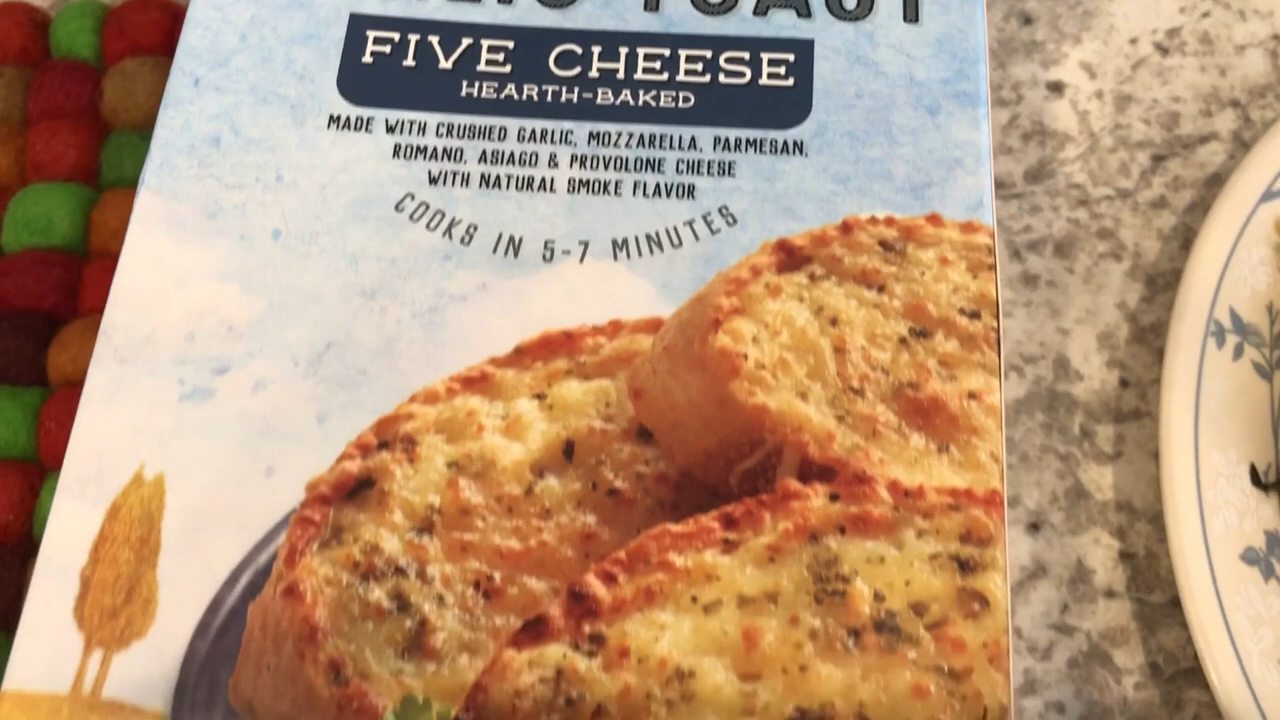 TOAST
FIVE CHEESE
HEARTH-BAKED
MADE WITH CRUSHED GARLIC, MOZZARELLA, PARMESAN,
ROMANO, ASIAGO & PROVOLONE CHEESE
WITH NATURAL SMOKE FLAVOR
COOKS IN 5-7 MINUTES